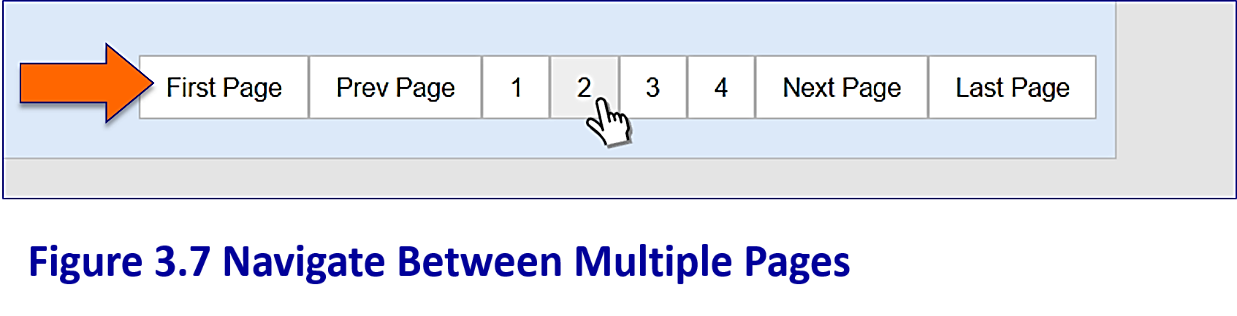 First Page Prev Page 1 2 3 4 Next Page Last Page
Figure 3.7 Navigate Between Multiple Pages